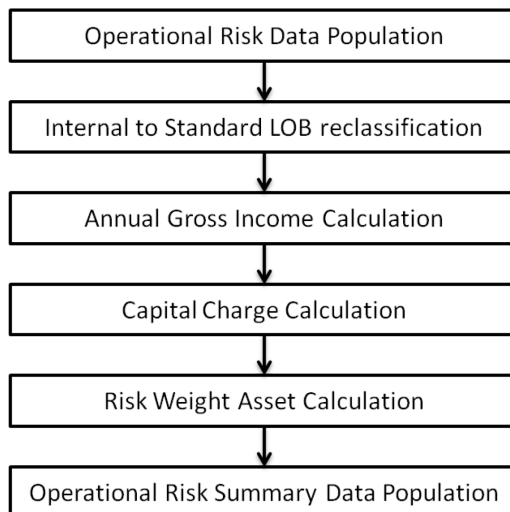 Operational Risk Data Population
Internal to Standard LOB reclassification
Annual Gross Income Calculation
Capital Charge Calculation
Risk Weight Asset Calculation
Operational Risk Summary Data Population